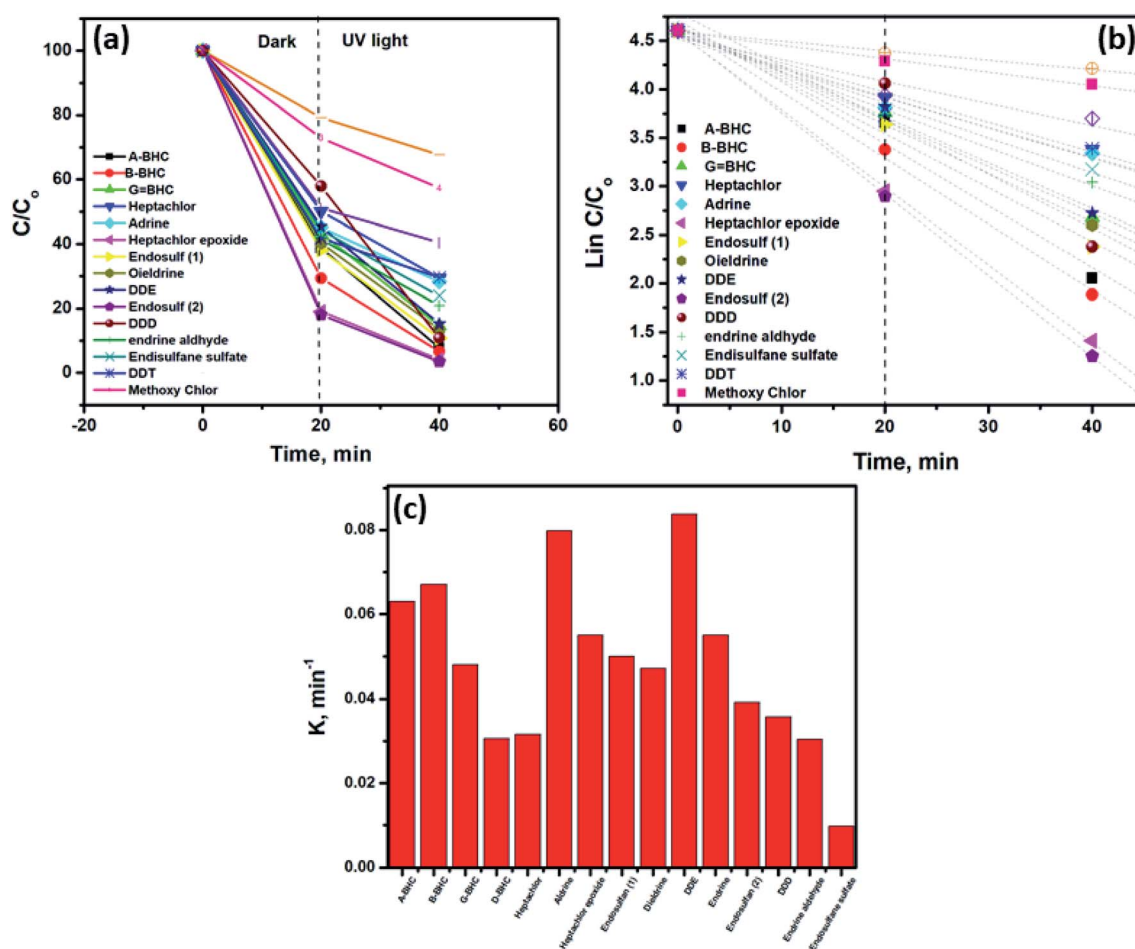 (a)
Dark
UV light
C/Co
100
80
60
40
20
0
A-BHC
B-BHC
G=BHC
Heptachlor
Adrine
Heptachlor epoxide
Endosulf (1)
Oieldrine
DDE
Endosulf (2)
DDD
endrine aldhyde
Endisulfane sulfate
DDT
Methoxy Chlor
-20
0
20
40
60
Time, min
(b)
Lin C/Co
4.5
4.0
3.5
3.0
2.5
2.0
1.5
1.0
A-BHC
B-BHC
G=BHC
Heptachlor
Adrine
Heptachlor epoxide
Endosulf (1)
Oieldrine
DDE
Endosulf (2)
DDD
endrine aldhyde
Endisulfane sulfate
DDT
Methoxy Chlor
0
10
20
30
40
Time, min
(c)
K, min-1
0.08
0.06
0.04
0.02
0.00
A-BHC
B-BHC
G-BHC
D-BHC
Heptachlor
Aldrine
Heptachlor epoxide
Endosulfan (1)
Dieldrine
DDE
Endrine
Endosulfan (2)
DDD
Endrine aldehyde
Endosulfane sulfate